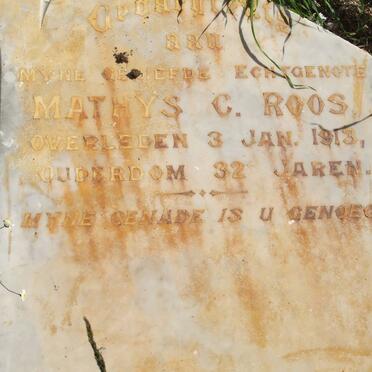 aan
MYNE GELIEFDE ECHTGENOTE
MATHYS C. ROOS,
OVERLEDEN 3 JAN. 1913,
OUDERDOM 32 JAREN.
MYNE GENADE IS U GENOEG